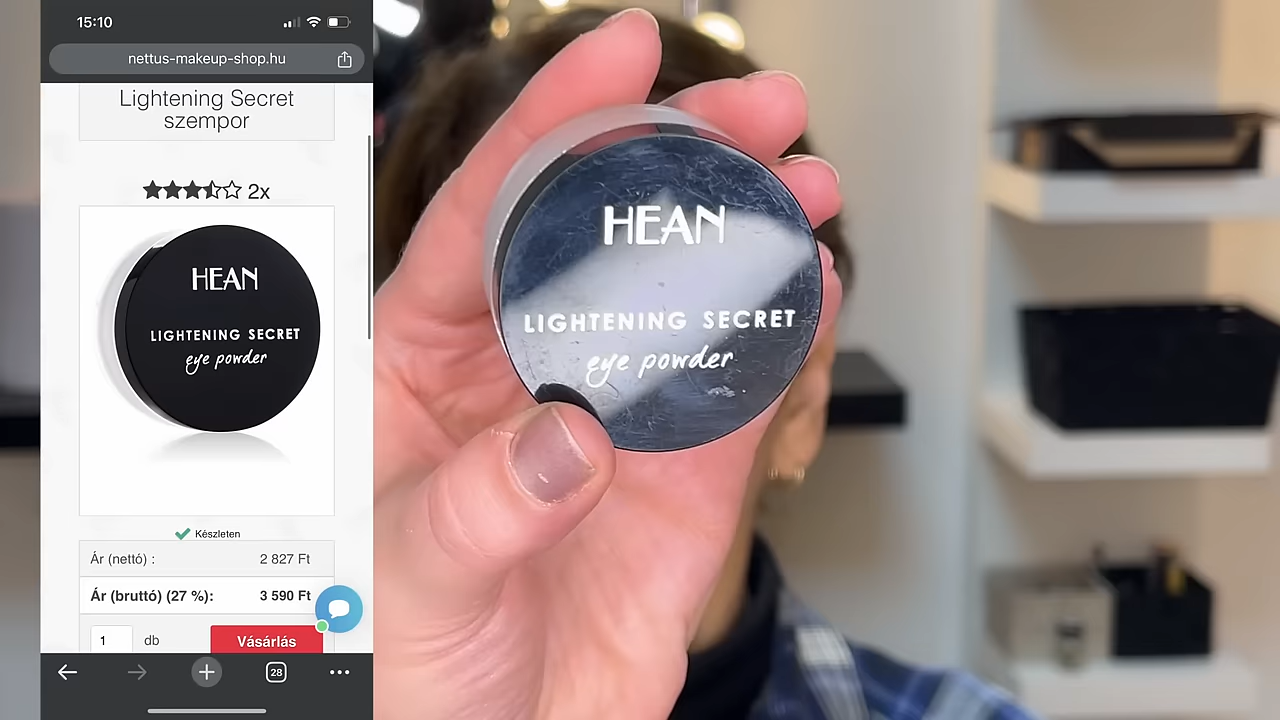 15:10
nettus-makeup-shop.hu
Lightening Secret
szempor
2x
HEAN
LIGHTENING SECRET
eye powder
Készleten
Ár (nettó) : 2 827 Ft
Ár (bruttó) (27 %): 3 590 Ft
1 db Vásárlás
28
HEAN
LIGHTENING SECRET
eye powder